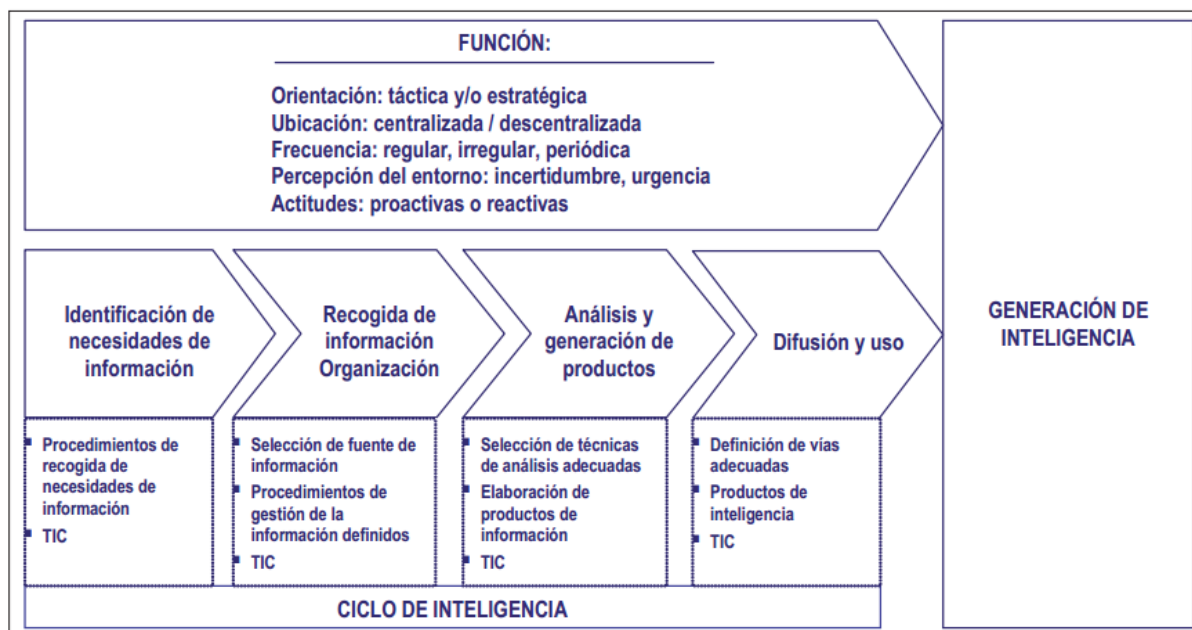 FUNCIÓN:
Orientación: táctica y/o estratégica
Ubicación: centralizada / descentralizada
Frecuencia: regular, irregular, periódica
Percepción del entorno: incertidumbre, urgencia
Actitudes: proactivas o reactivas
Identificación de
necesidades de
información
Recogida de
información
Organización
Análisis y
generación de
productos
Difusión y uso
GENERACIÓN DE
INTELIGENCIA
Procedimientos de
recogida de
necesidades de
información
TIC
Selección de fuente de
información
Procedimientos de
gestión de la
información definidos
TIC
Selección de técnicas
de análisis adecuadas
Elaboración de
productos de
información
TIC
Definición de vías
adecuadas
Productos de
inteligencia
TIC
CICLO DE INTELIGENCIA